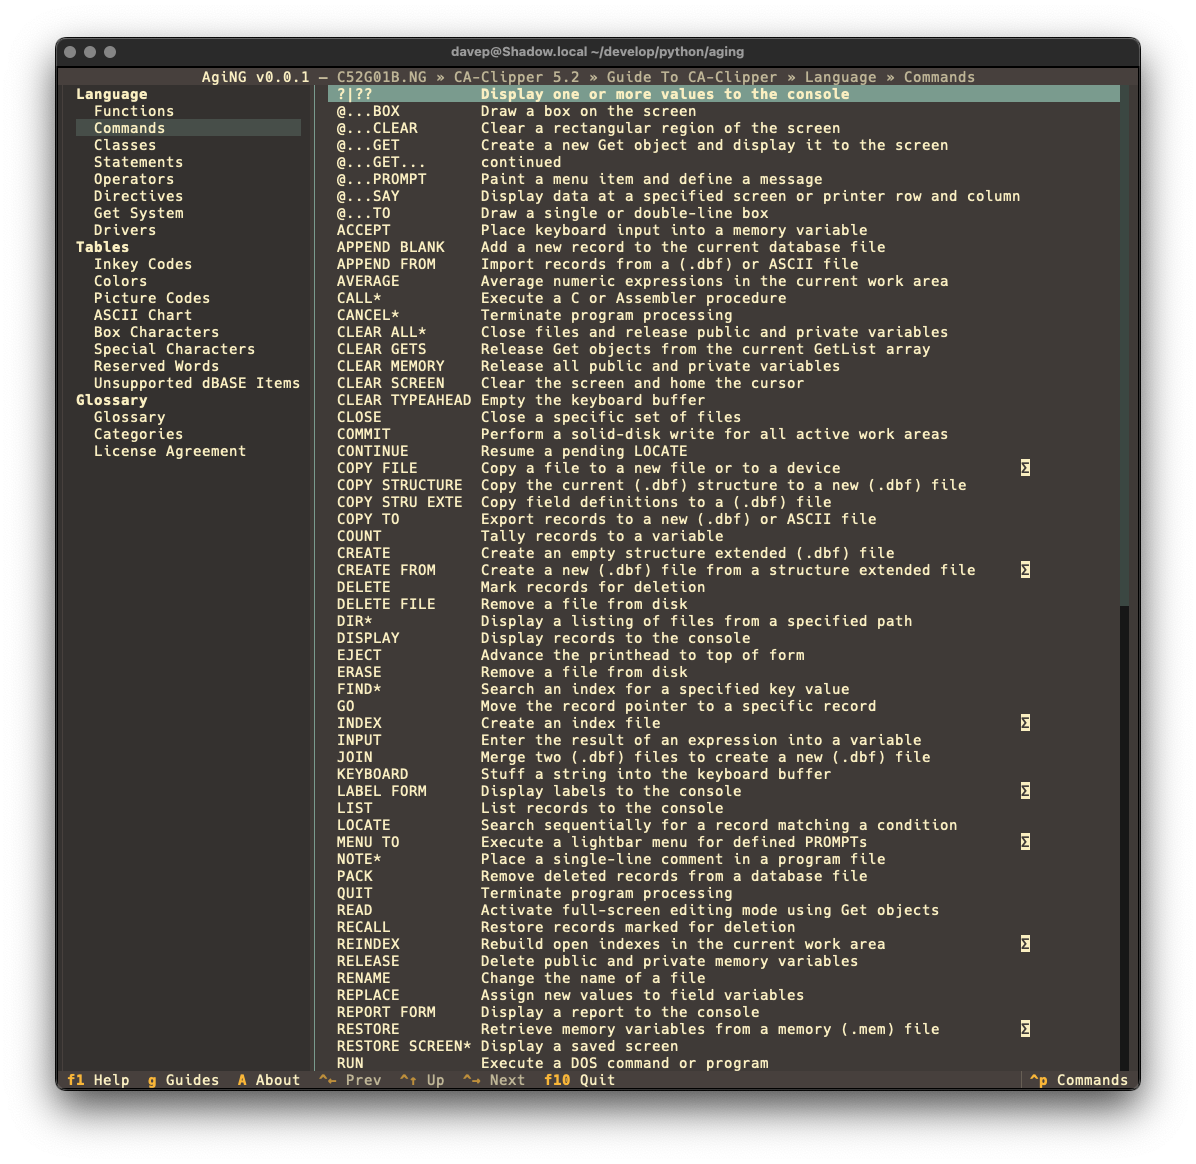 davep@Shadow.local ~/develop/python/aging
AgiNG v0.0.1 — C52G01B.NG » CA-Clipper 5.2 » Guide To CA-Clipper » Language » Commands
Language
Functions
Commands
Classes
Statements
Operators
Directives
Get System
Drivers
Tables
Inkey Codes
Colors
Picture Codes
ASCII Chart
Box Characters
Special Characters
Reserved Words
Unsupported dBASE Items
Glossary
Glossary
Categories
License Agreement
?|?? Display one or more values to the console
@...BOX Draw a box on the screen
@...CLEAR Clear a rectangular region of the screen
@...GET Create a new Get object and display it to the screen
@...GET... continued
@...PROMPT Paint a menu item and define a message
@...SAY Display data at a specified screen or printer row and column
@...TO Draw a single or double-line box
ACCEPT Place keyboard input into a memory variable
APPEND BLANK Add a new record to the current database file
APPEND FROM Import records from a (.dbf) or ASCII file
AVERAGE Average numeric expressions in the current work area
CALL* Execute a C or Assembler procedure
CANCEL* Terminate program processing
CLEAR ALL* Close files and release public and private variables
CLEAR GETS Release Get objects from the current GetList array
CLEAR MEMORY Release all public and private variables
CLEAR SCREEN Clear the screen and home the cursor
CLEAR TYPEAHEAD Empty the keyboard buffer
CLOSE Close a specific set of files
COMMIT Perform a solid-disk write for all active work areas
CONTINUE Resume a pending LOCATE
COPY FILE Copy a file to a new file or to a device Σ
COPY STRUCTURE Copy the current (.dbf) structure to a new (.dbf) file
COPY STRU EXTE Copy field definitions to a (.dbf) file
COPY TO Export records to a new (.dbf) or ASCII file
COUNT Tally records to a variable
CREATE Create an empty structure extended (.dbf) file
CREATE FROM Create a new (.dbf) file from a structure extended file Σ
DELETE Mark records for deletion
DELETE FILE Remove a file from disk
DIR* Display a listing of files from a specified path
DISPLAY Display records to the console
EJECT Advance the printhead to top of form
ERASE Remove a file from disk
FIND* Search an index for a specified key value
GO Move the record pointer to a specific record
INDEX Create an index file Σ
INPUT Enter the result of an expression into a variable
JOIN Merge two (.dbf) files to create a new (.dbf) file
KEYBOARD Stuff a string into the keyboard buffer
LABEL FORM Display labels to the console Σ
LIST List records to the console
LOCATE Search sequentially for a record matching a condition
MENU TO Execute a lightbar menu for defined PROMPTs Σ
NOTE* Place a single-line comment in a program file
PACK Remove deleted records from a database file
QUIT Terminate program processing
READ Activate full-screen editing mode using Get objects
RECALL Restore records marked for deletion
REINDEX Rebuild open indexes in the current work area Σ
RELEASE Delete public and private memory variables
RENAME Change the name of a file
REPLACE Assign new values to field variables
REPORT FORM Display a report to the console
RESTORE Retrieve memory variables from a memory (.mem) file Σ
RESTORE SCREEN* Display a saved screen
RUN Execute a DOS command or program
f1 Help g Guides A About ^← Prev ^↑ Up ^→ Next f10 Quit ^p Commands